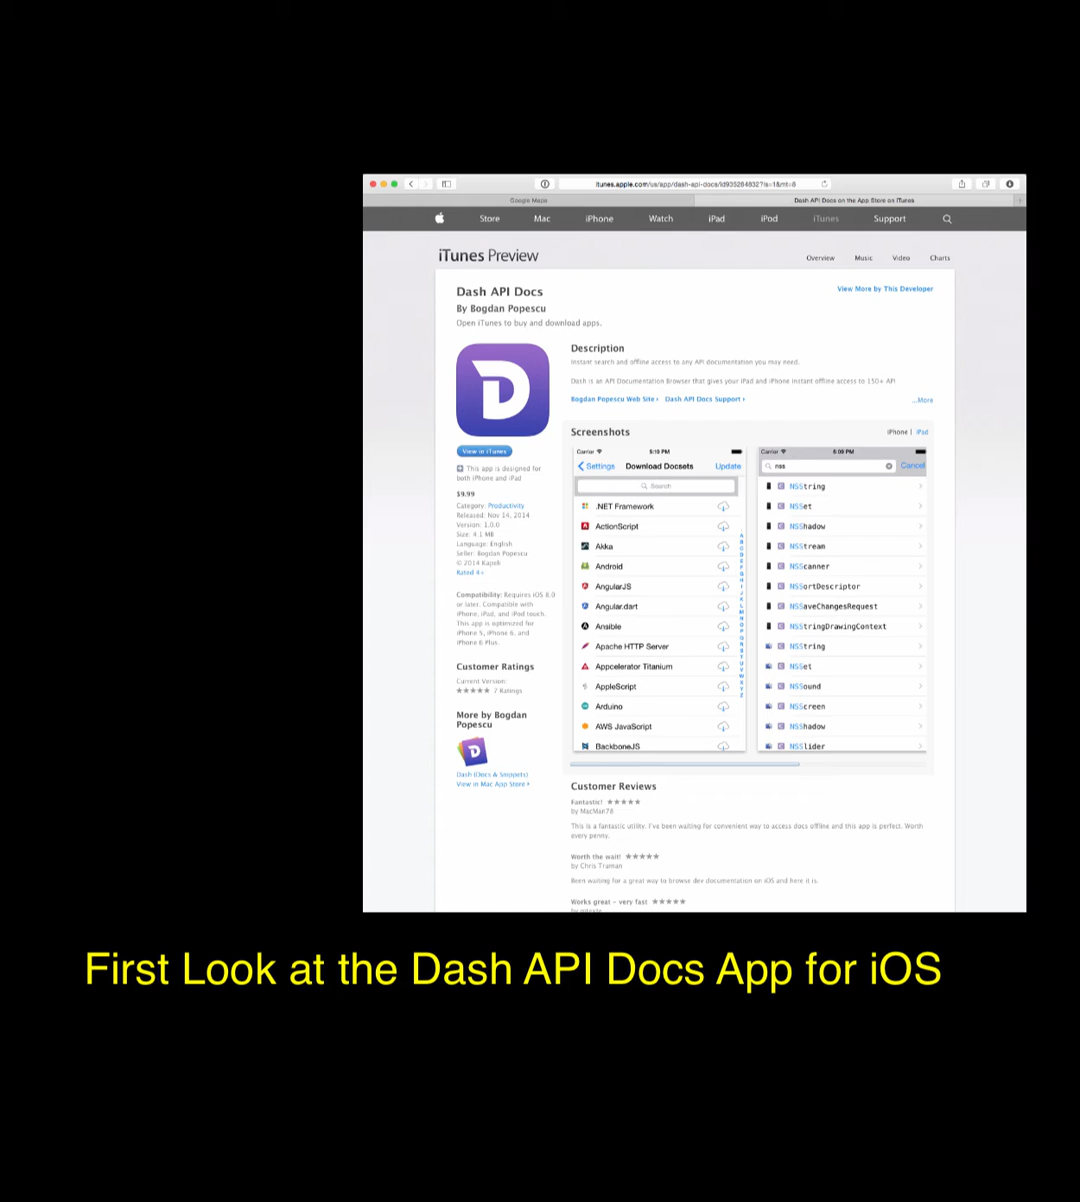 itunes.apple.com/us/app/dash-api-docs/id935284832?ls=1&mt=8
Google Maps
Dash API Docs on the App Store on iTunes
Store Mac iPhone Watch iPad iPod iTunes Support
iTunes Preview
Overview Music Video Charts
Dash API Docs
View More by This Developer
By Bogdan Popescu
Open iTunes to buy and download apps.
D
View in iTunes
This app is designed for
both iPhone and iPad
$9.99
Category: Productivity
Released: Nov 14, 2014
Version: 1.0.0
Size: 4.1 MB
Language: English
Seller: Bogdan Popescu
© 2014 Kapeli
Rated 4+
Compatibility: Requires iOS 8.0
or later. Compatible with
iPhone, iPad, and iPod touch.
This app is optimized for
iPhone 5, iPhone 6, and
iPhone 6 Plus.
Customer Ratings
Current Version:
★★★★★ 7 Ratings
More by Bogdan
Popescu
D
Dash (Docs & Snippets)
View in Mac App Store
Description
Instant search and offline access to any API documentation you may need.
Dash is an API Documentation Browser that gives your iPad and iPhone instant offline access to 150+ API
Bogdan Popescu Web Site Dash API Docs Support
...More
Screenshots
iPhone | iPad
Carrier 5:10 PM
Settings Download Docsets Update
Search
.NET Framework
ActionScript
Akka
Android
AngularJS
Angular.dart
Ansible
Apache HTTP Server
Appcelerator Titanium
AppleScript
Arduino
AWS JavaScript
BackboneJS
Carrier 6:09 PM
nss Cancel
NSString
NSSet
NSShadow
NSStream
NSScanner
NSSortDescriptor
NSSaveChangesRequest
NSStringDrawingContext
NSString
NSSet
NSSound
NSScreen
NSShadow
NSSlider
Customer Reviews
Fantastic! ★★★★★
by MacMan78
This is a fantastic utility. I've been waiting for convenient way to access docs offline and this app is perfect. Worth
every penny.
Worth the wait! ★★★★★
by Chris Truman
Been waiting for a great way to browse dev documentation on iOS and here it is.
Works great - very fast ★★★★★
First Look at the Dash API Docs App for iOS